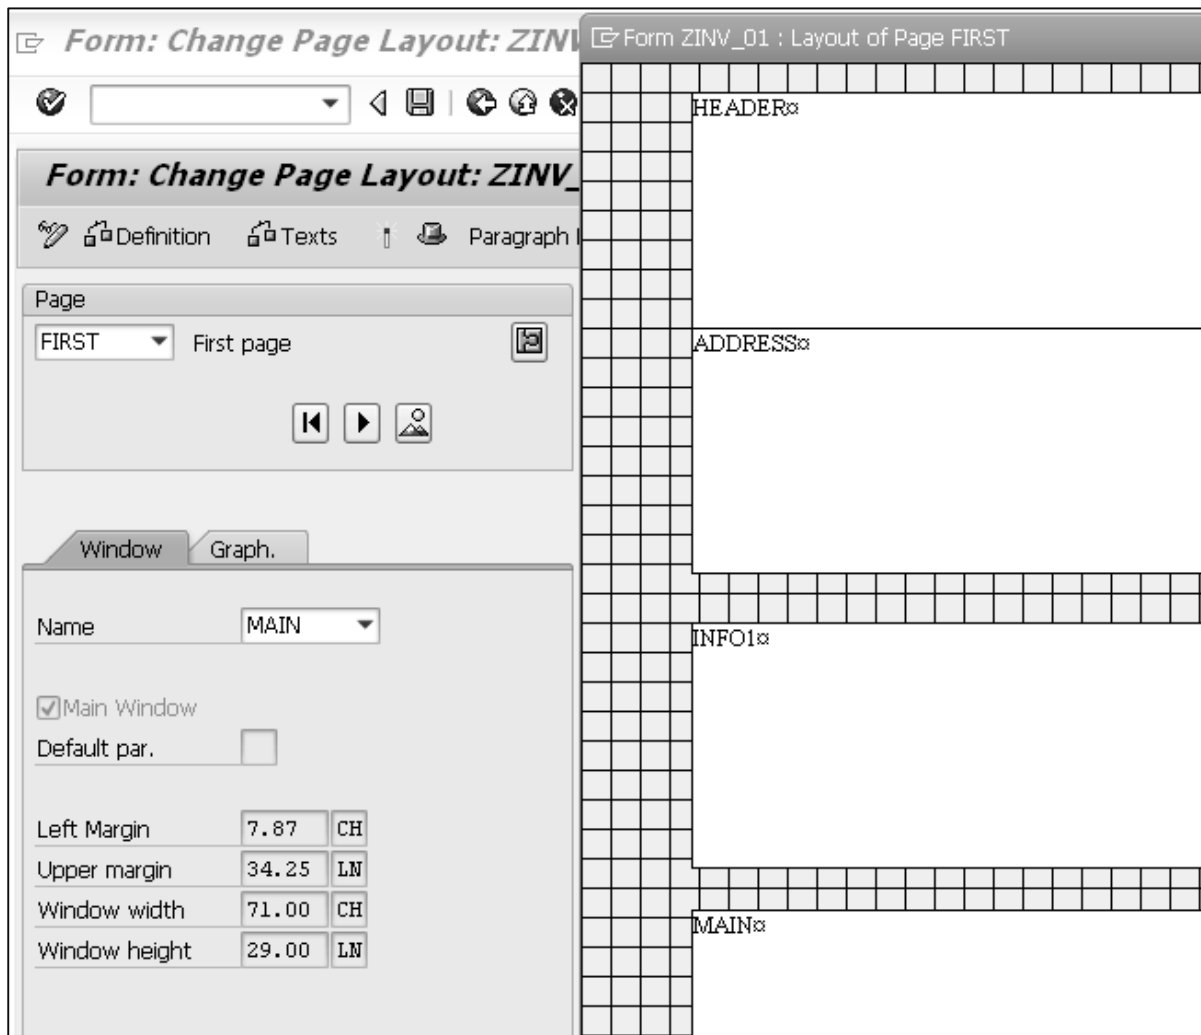 Form: Change Page Layout: ZINV
Form: Change Page Layout: ZINV_
Definition
Texts
Paragraph
Page
FIRST
First page
Window
Graph.
Name
MAIN
Main Window
Default par.
Left Margin
7.87
CH
Upper margin
34.25
LN
Window width
71.00
CH
Window height
29.00
LN
Form ZINV_01 : Layout of Page FIRST
HEADER¤
ADDRESS¤
INFO1¤
MAIN¤